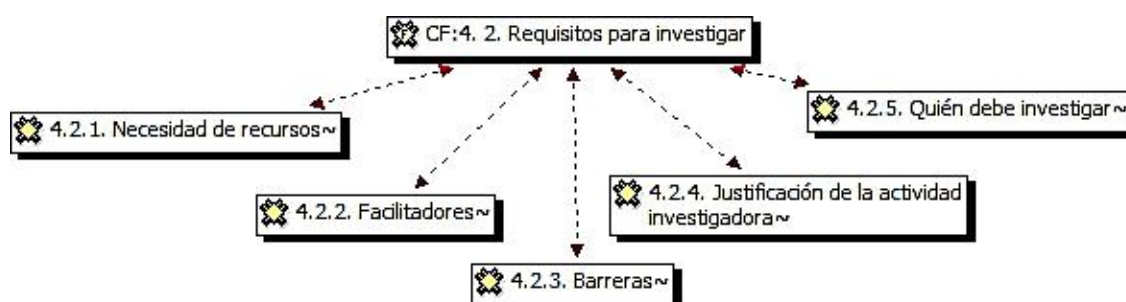 CF:4. 2. Requisitos para investigar
4.2.1. Necesidad de recursos~
4.2.2. Facilitadores~
4.2.3. Barreras~
4.2.4. Justificación de la actividad
investigadora~
4.2.5. Quién debe investigar~